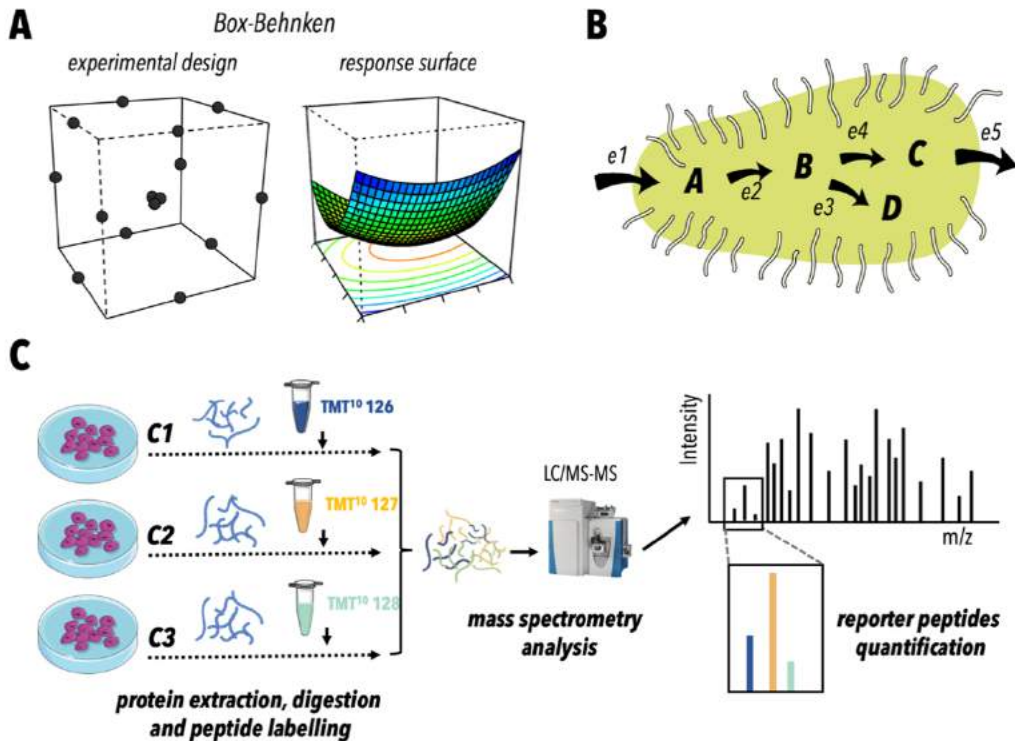 A
Box-Behnken
experimental design
response surface
B
e1
A
e2
B
e4
C
e5
e3
D
C
C1
TMT¹⁰ 126
C2
TMT¹⁰ 127
C3
TMT¹⁰ 128
protein extraction, digestion
and peptide labelling
LC/MS-MS
mass spectrometry
analysis
Intensity
m/z
reporter peptides
quantification